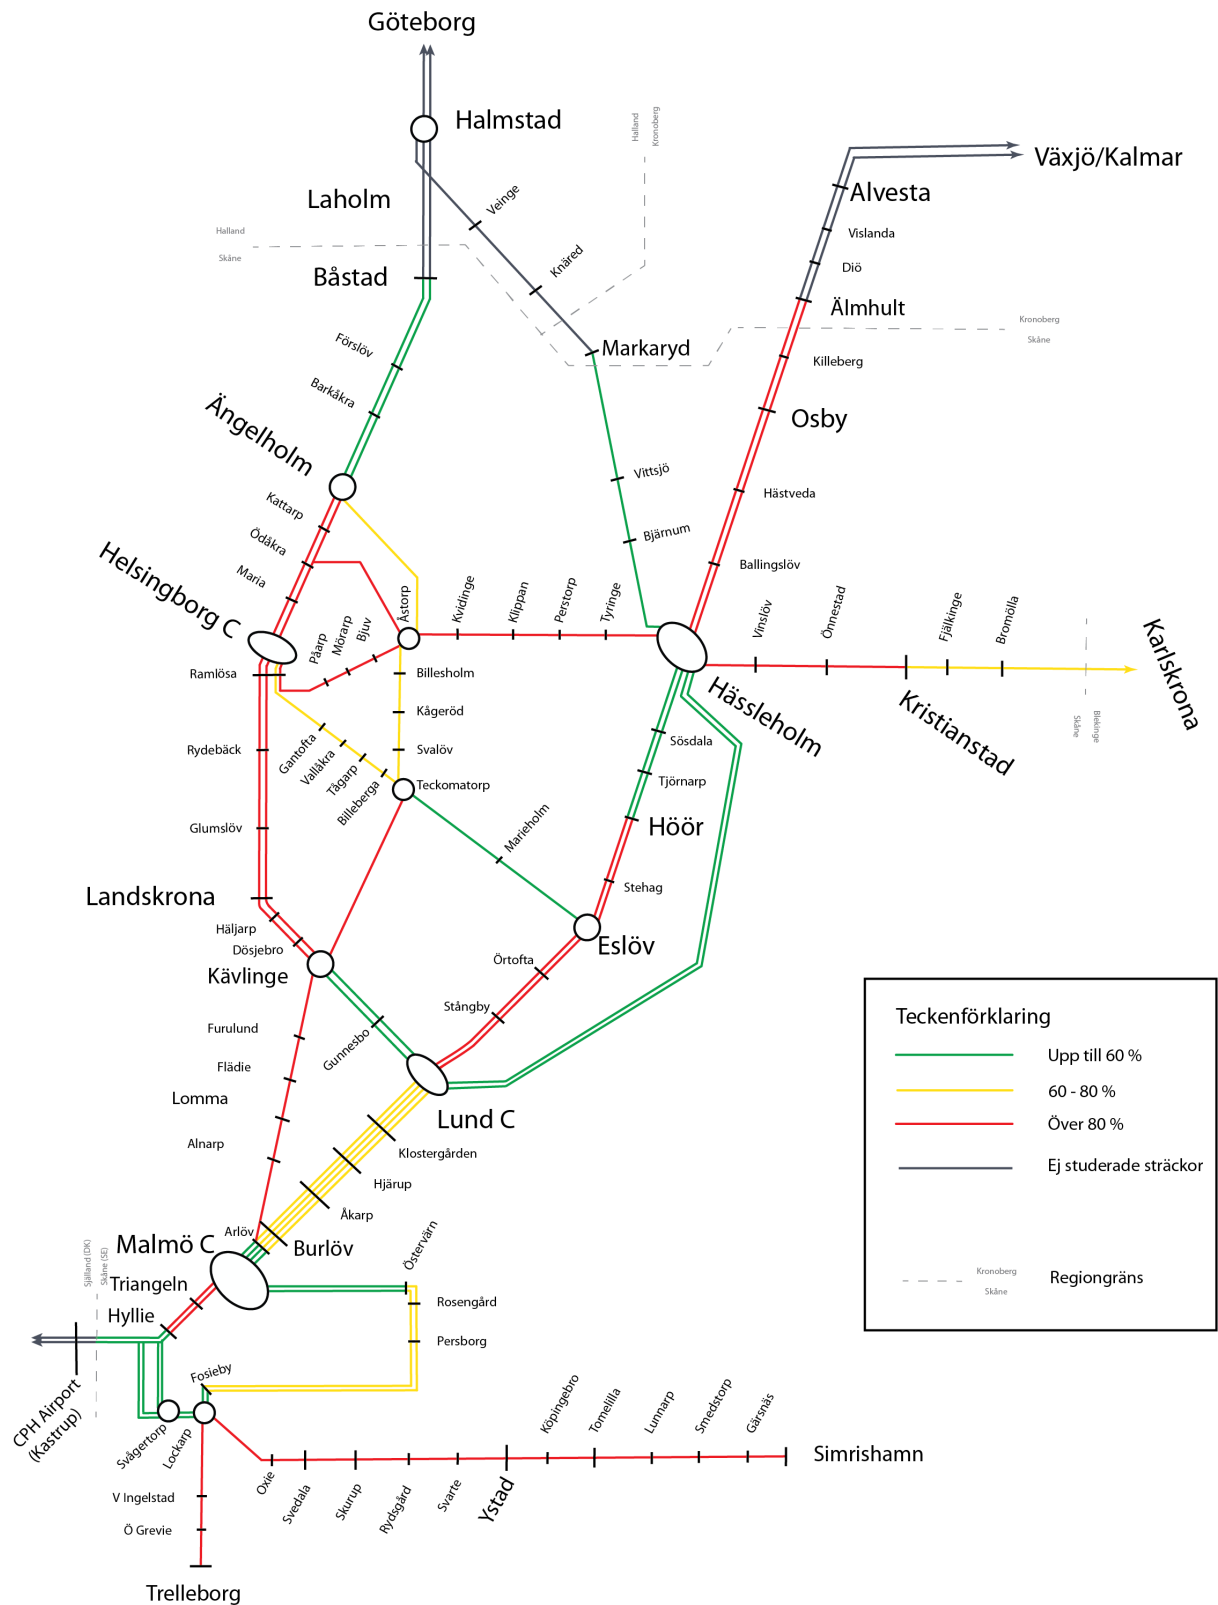 Göteborg
Halmstad
Halland
Kronoberg
Växjö/Kalmar
Laholm
Veinge
Alvesta
Halland
Skåne
Vislanda
Knäred
Diö
Båstad
Älmhult
Kronoberg
Skåne
Förslöv
Markaryd
Killeberg
Barkåkra
Osby
Ängelholm
Vittsjö
Hästveda
Kattarp
Ödåkra
Bjärnum
Ballingslöv
Maria
Helsingborg C
Påarp
Mörarp
Bjuv
Åstorp
Kvidinge
Klippan
Perstorp
Tyringe
Vinslöv
Önnestad
Fjälkinge
Bromölla
Karlskrona
Ramlösa
Billesholm
Hässleholm
Kristianstad
Skåne
Blekinge
Kågeröd
Sösdala
Rydebäck
Gantofta
Vallåkra
Tågarp
Billeberga
Svalöv
Teckomatorp
Tjörnarp
Glumslöv
Marieholm
Höör
Landskrona
Stehag
Häljarp
Dösjebro
Eslöv
Kävlinge
Örtofta
Stångby
Furulund
Gunnesbo
Flädie
Lomma
Lund C
Alnarp
Klostergården
Hjärup
Åkarp
Arlöv
Malmö C
Burlöv
Östervärn
Själland (DK)
Skåne (SE)
Triangeln
Rosengård
Hyllie
Persborg
CPH Airport
(Kastrup)
Fosieby
Svågertorp
Lockarp
Köpingebro
Tomelilla
Lunnarp
Smedstorp
Gärsnäs
Simrishamn
Oxie
Svedala
Skurup
Rydsgård
Svarte
Ystad
V Ingelstad
Ö Grevie
Trelleborg
Teckenförklaring
Upp till 60 %
60 - 80 %
Över 80 %
Ej studerade sträckor
Kronoberg
Skåne
Regiongräns